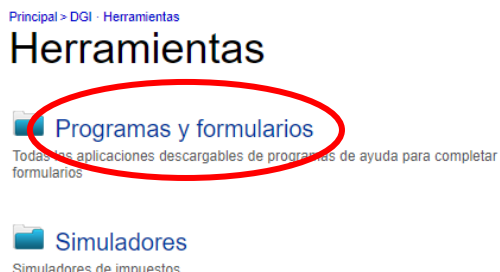 Principal > DGI · Herramientas
Herramientas
Programas y formularios
Todas las aplicaciones descargables de programas de ayuda para completar
formularios
Simuladores
Simuladores de impuestos